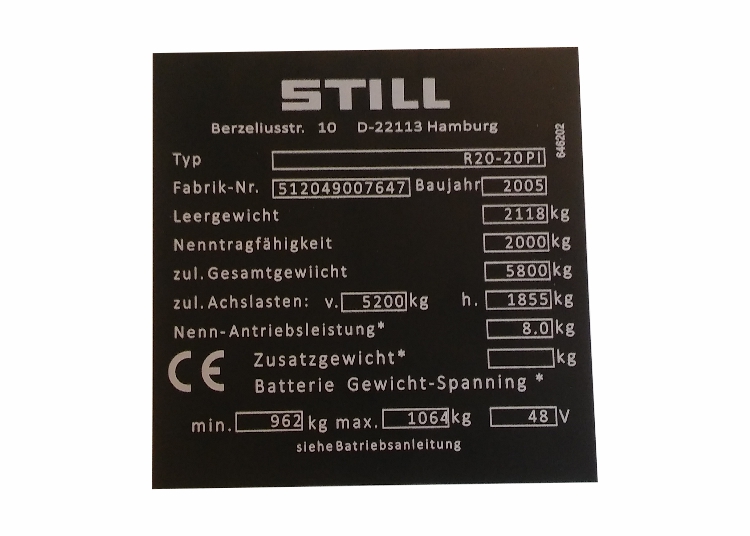 STILL
Berzeliusstr. 10 D-22113 Hamburg
646202
Typ R20-20PI
Fabrik-Nr. 512049007647 Baujahr 2005
Leergewicht 2118 kg
Nenntragfähigkeit 2000 kg
zul.Gesamtgewiicht 5800 kg
zul.Achslasten: v. 5200 kg h. 1855 kg
Nenn-Antriebsleistung* 8.0 kg
CE Zusatzgewicht* kg
Batterie Gewicht-Spanning *
min. 962 kg max. 1064 kg 48 V
siehe Batriebsanleitung